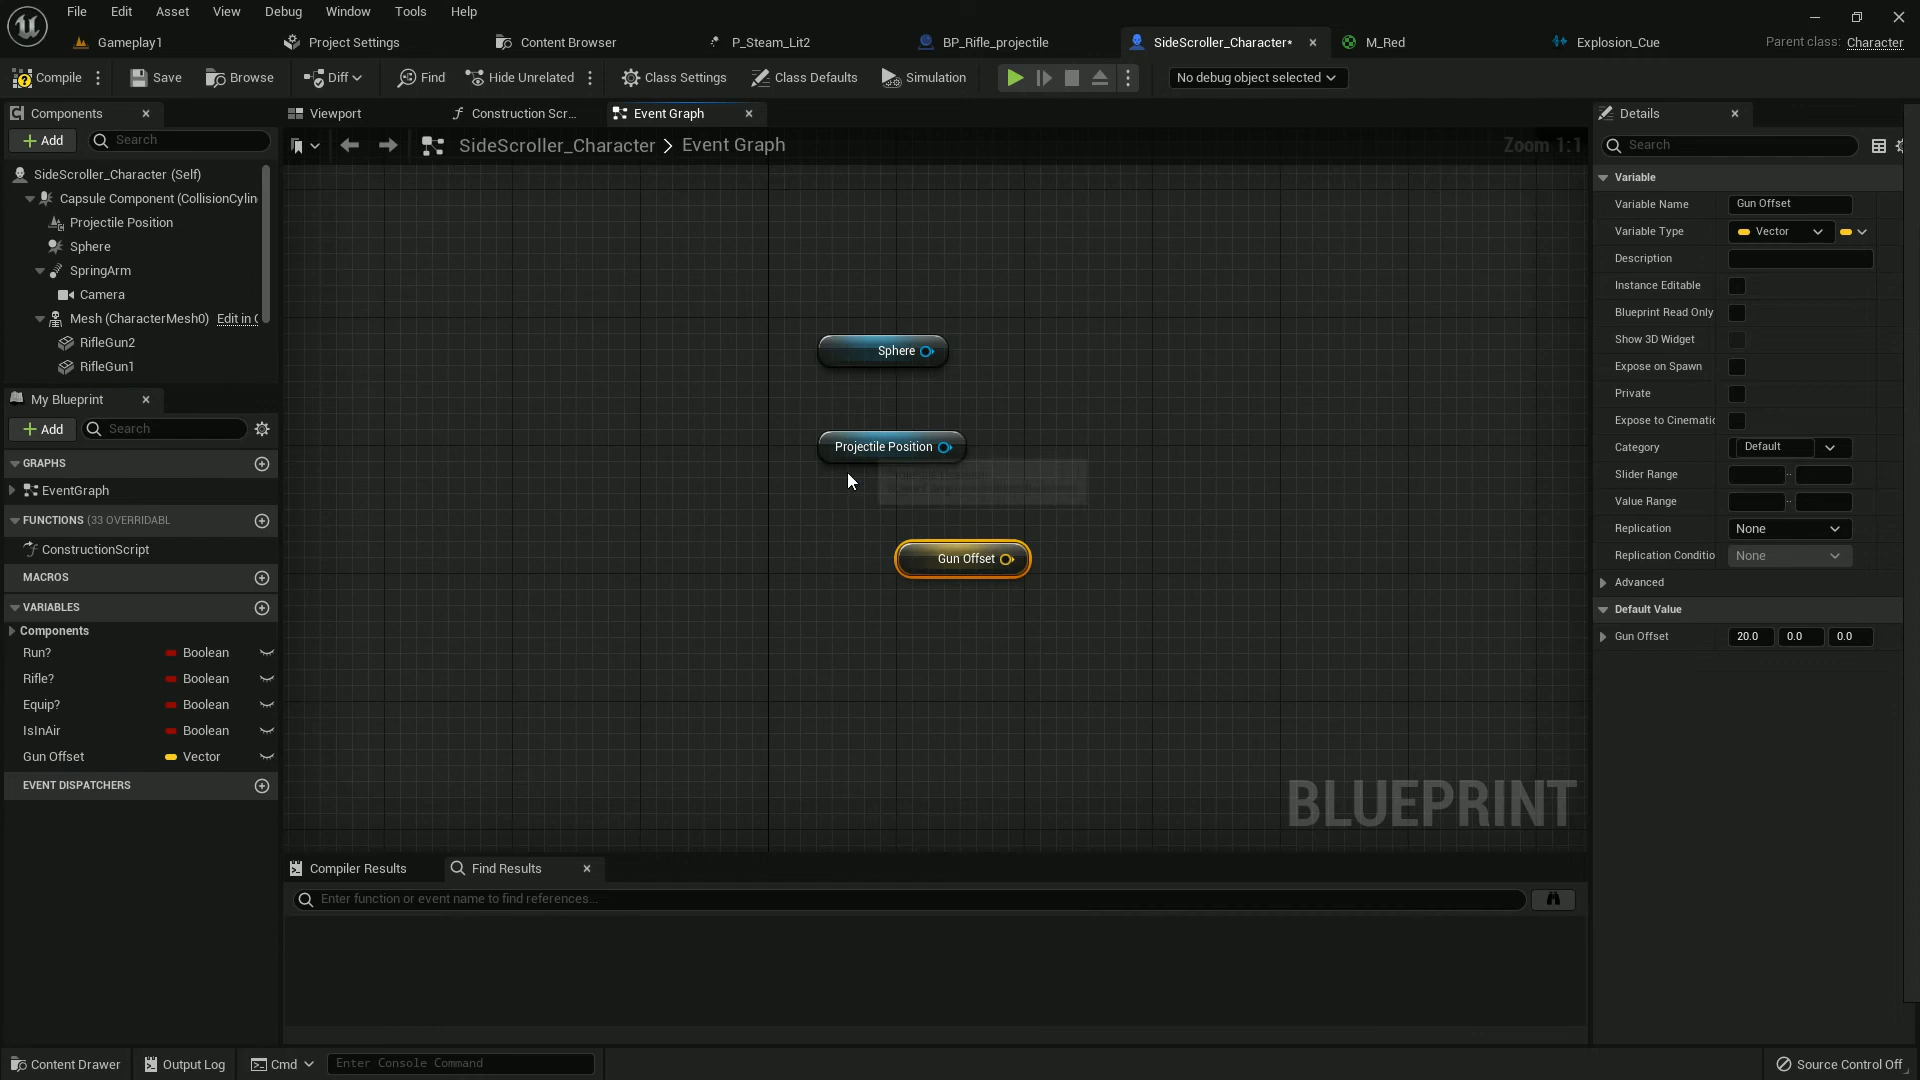 File Edit Asset View Debug Window Tools Help
Gameplay1 Project Settings Content Browser P_Steam_Lit2 BP_Rifle_projectile SideScroller_Character* M_Red Explosion_Cue Parent class: Character
Compile Save Browse Diff Find Hide Unrelated Class Settings Class Defaults Simulation No debug object selected
Components Viewport Construction Scr... Event Graph Details
Add Search SideScroller_Character > Event Graph Zoom 1:1 Search
SideScroller_Character (Self)
Capsule Component (CollisionCylin
Projectile Position
Sphere
SpringArm
Camera
Mesh (CharacterMesh0) Edit in C
RifleGun2
RifleGun1
My Blueprint
Add Search
GRAPHS
EventGraph
FUNCTIONS (33 OVERRIDABL
ConstructionScript
MACROS
VARIABLES
Components
Run? Boolean
Rifle? Boolean
Equip? Boolean
IsInAir Boolean
Gun Offset Vector
EVENT DISPATCHERS
Sphere
Projectile Position
Gun Offset
BLUEPRINT
Variable
Variable Name Gun Offset
Variable Type Vector
Description
Instance Editable
Blueprint Read Only
Show 3D Widget
Expose on Spawn
Private
Expose to Cinematic
Category Default
Slider Range
Value Range
Replication None
Replication Conditio None
Advanced
Default Value
Gun Offset 20.0 0.0 0.0
Compiler Results Find Results
Enter function or event name to find references...
Content Drawer Output Log Cmd Enter Console Command Source Control Off